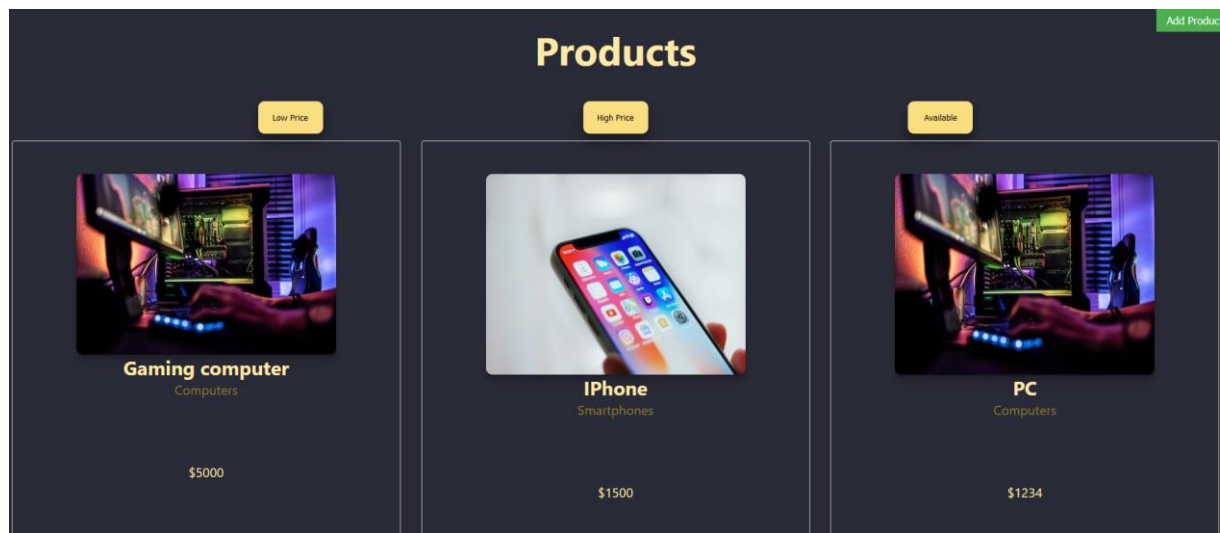 Add Produc
Products
Low Price
High Price
Available
Gaming computer
Computers
$5000
IPhone
Smartphones
$1500
PC
Computers
$1234